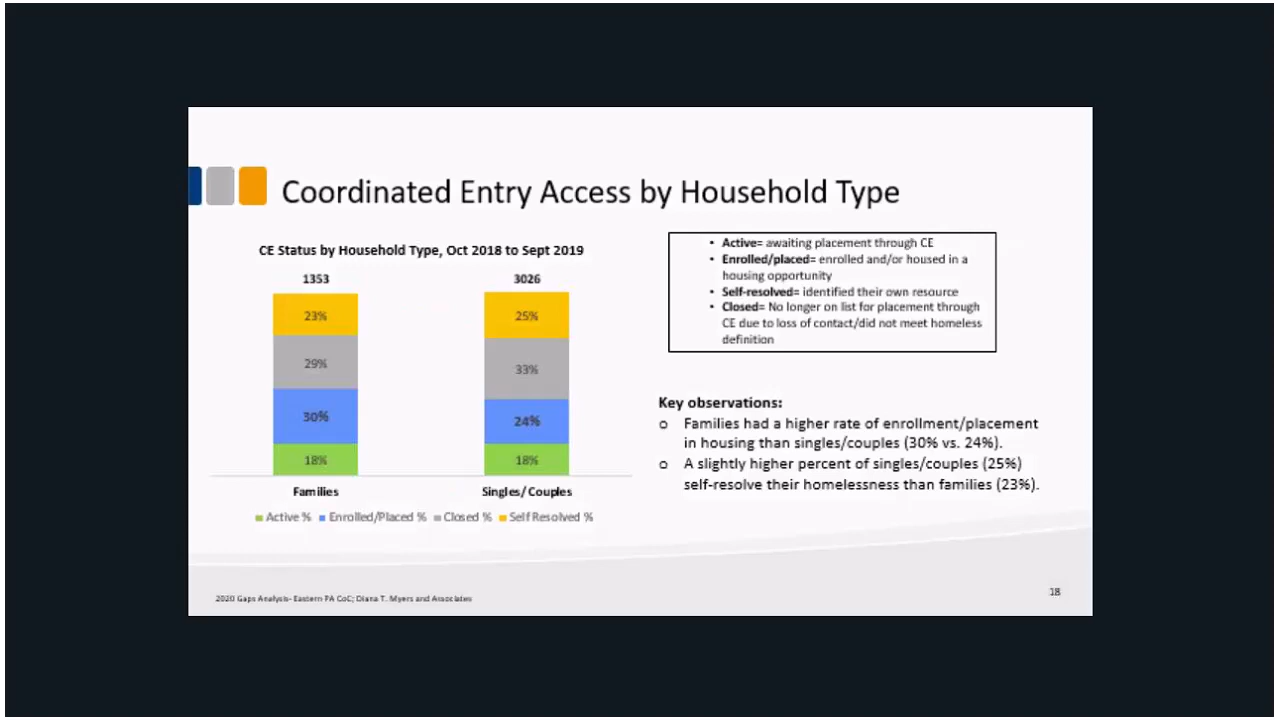 Coordinated Entry Access by Household Type
CE Status by Household Type, Oct 2018 to Sept 2019
1353 3026
23% 25%
29% 33%
30% 24%
18% 18%
Families Singles/Couples
Active % Enrolled/Placed % Closed % Self Resolved %
• Active= awaiting placement through CE
• Enrolled/placed= enrolled and/or housed in a
housing opportunity
• Self-resolved= identified their own resource
• Closed= No longer on list for placement through
CE due to loss of contact/did not meet homeless
definition
Key observations:
o Families had a higher rate of enrollment/placement
in housing than singles/couples (30% vs. 24%).
o A slightly higher percent of singles/couples (25%)
self-resolve their homelessness than families (23%).
2020 Gaps Analysis- Eastern PA CoC; Diana T. Myers and Associates
18